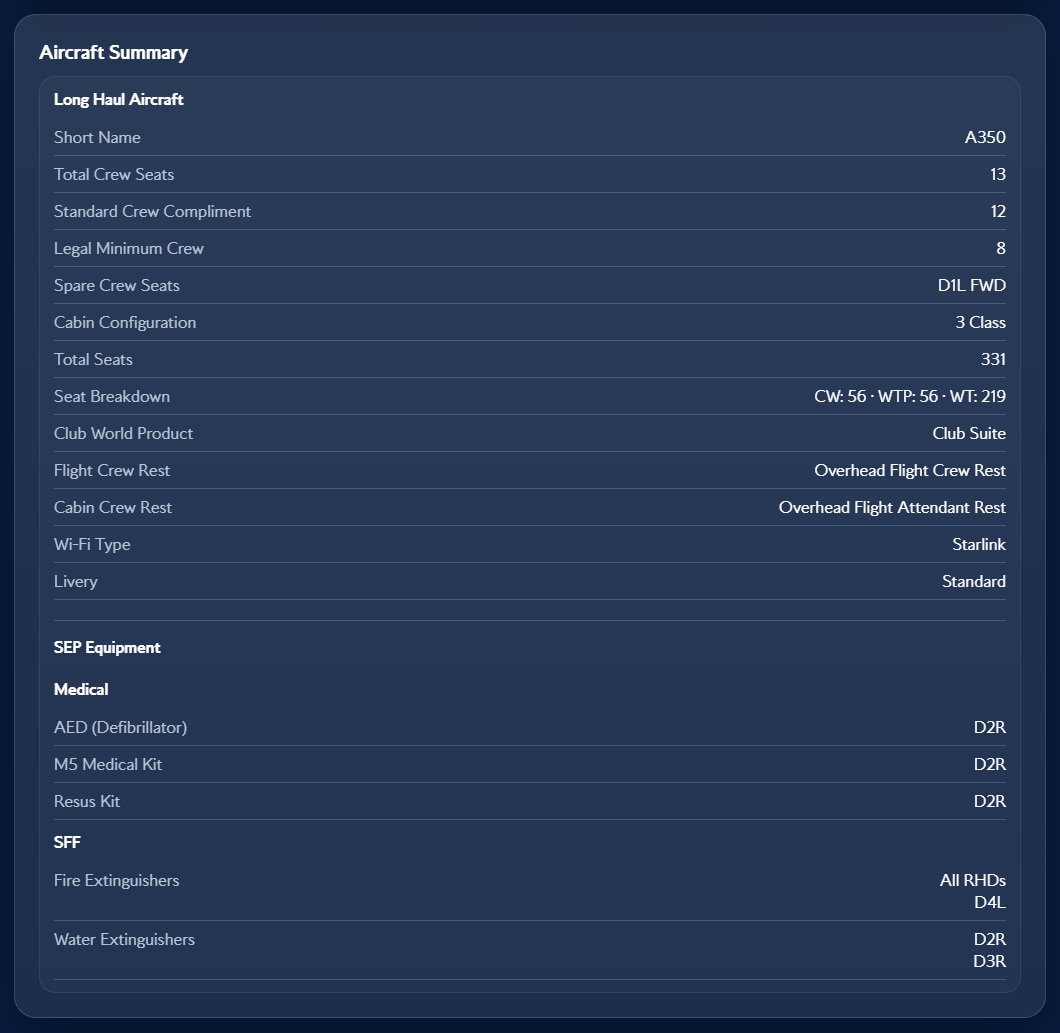 Aircraft Summary
Long Haul Aircraft
Short Name A350
Total Crew Seats 13
Standard Crew Compliment 12
Legal Minimum Crew 8
Spare Crew Seats D1L FWD
Cabin Configuration 3 Class
Total Seats 331
Seat Breakdown CW: 56 · WTP: 56 · WT: 219
Club World Product Club Suite
Flight Crew Rest Overhead Flight Crew Rest
Cabin Crew Rest Overhead Flight Attendant Rest
Wi-Fi Type Starlink
Livery Standard
SEP Equipment
Medical
AED (Defibrillator) D2R
M5 Medical Kit D2R
Resus Kit D2R
SFF
Fire Extinguishers All RHDs
D4L
Water Extinguishers D2R
D3R